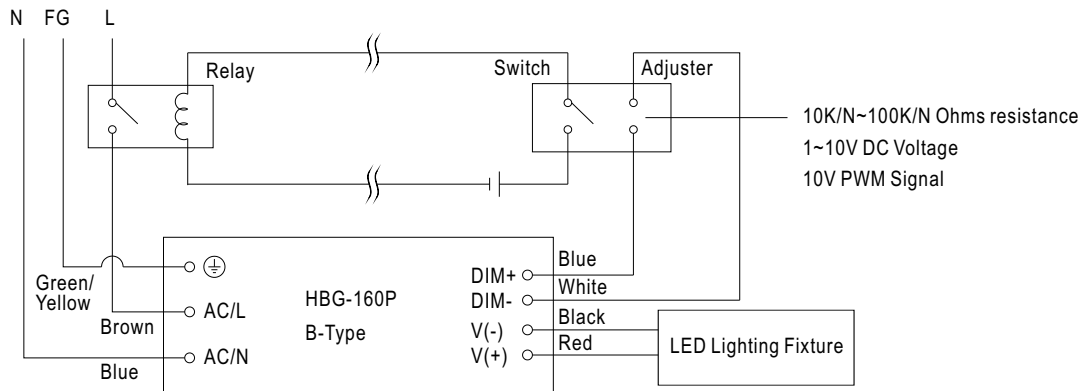 N FG L
Relay
Switch
Adjuster
10K/N~100K/N Ohms resistance
1~10V DC Voltage
10V PWM Signal
Green/
Yellow
Brown
Blue
AC/L
AC/N
HBG-160P
B-Type
DIM+
DIM-
V(-)
V(+)
Blue
White
Black
Red
LED Lighting Fixture